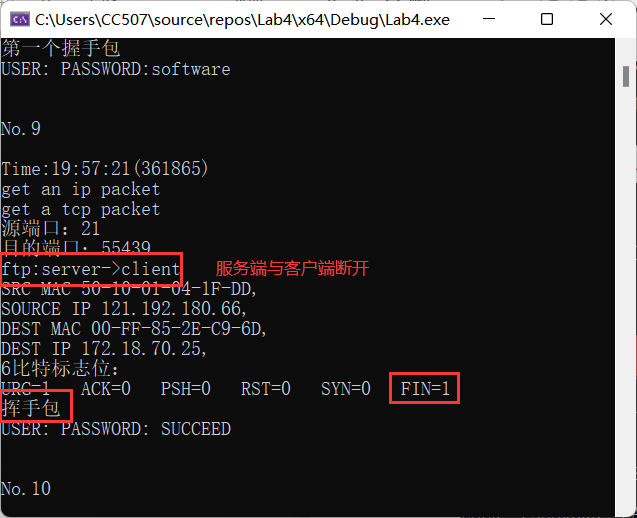 C:\Users\CC507\source\repos\Lab4\x64\Debug\Lab4.exe
第一个握手包
USER: PASSWORD:software
No.9
Time:19:57:21(361865)
get an ip packet
get a tcp packet
源端口：21
目的端口：55439
ftp:server->client 服务端与客户端断开
SRC MAC 50-10-01-04-1F-DD,
SOURCE IP 121.192.180.66,
DEST MAC 00-FF-85-2E-C9-6D,
DEST IP 172.18.70.25,
6比特标志位：
URG=1 ACK=0 PSH=0 RST=0 SYN=0 FIN=1
挥手包
USER: PASSWORD: SUCCEED
No.10